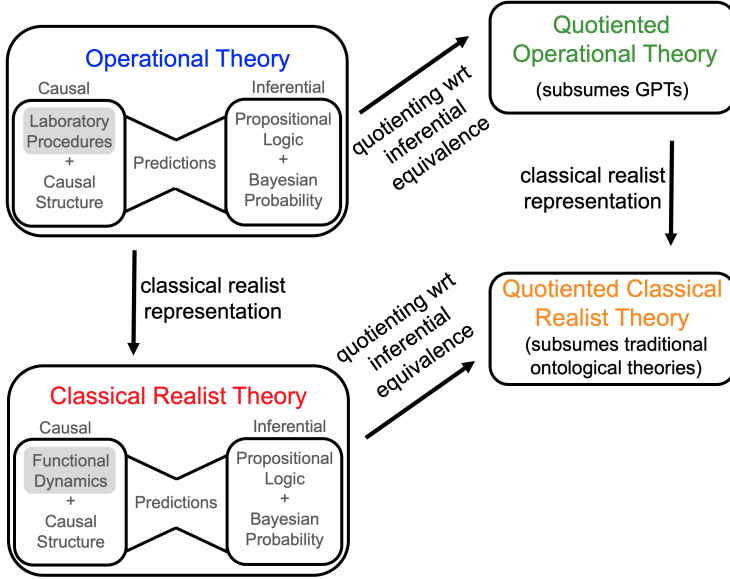 Operational Theory
Causal
Inferential
Laboratory
Procedures
+
Causal
Structure
Predictions
Propositional
Logic
+
Bayesian
Probability
quotienting wrt
inferential
equivalence
Quotiented
Operational Theory
(subsumes GPTs)
classical realist
representation
classical realist
representation
Classical Realist Theory
Causal
Inferential
Functional
Dynamics
+
Causal
Structure
Predictions
Propositional
Logic
+
Bayesian
Probability
quotienting wrt
inferential
equivalence
Quotiented Classical
Realist Theory
(subsumes traditional
ontological theories)